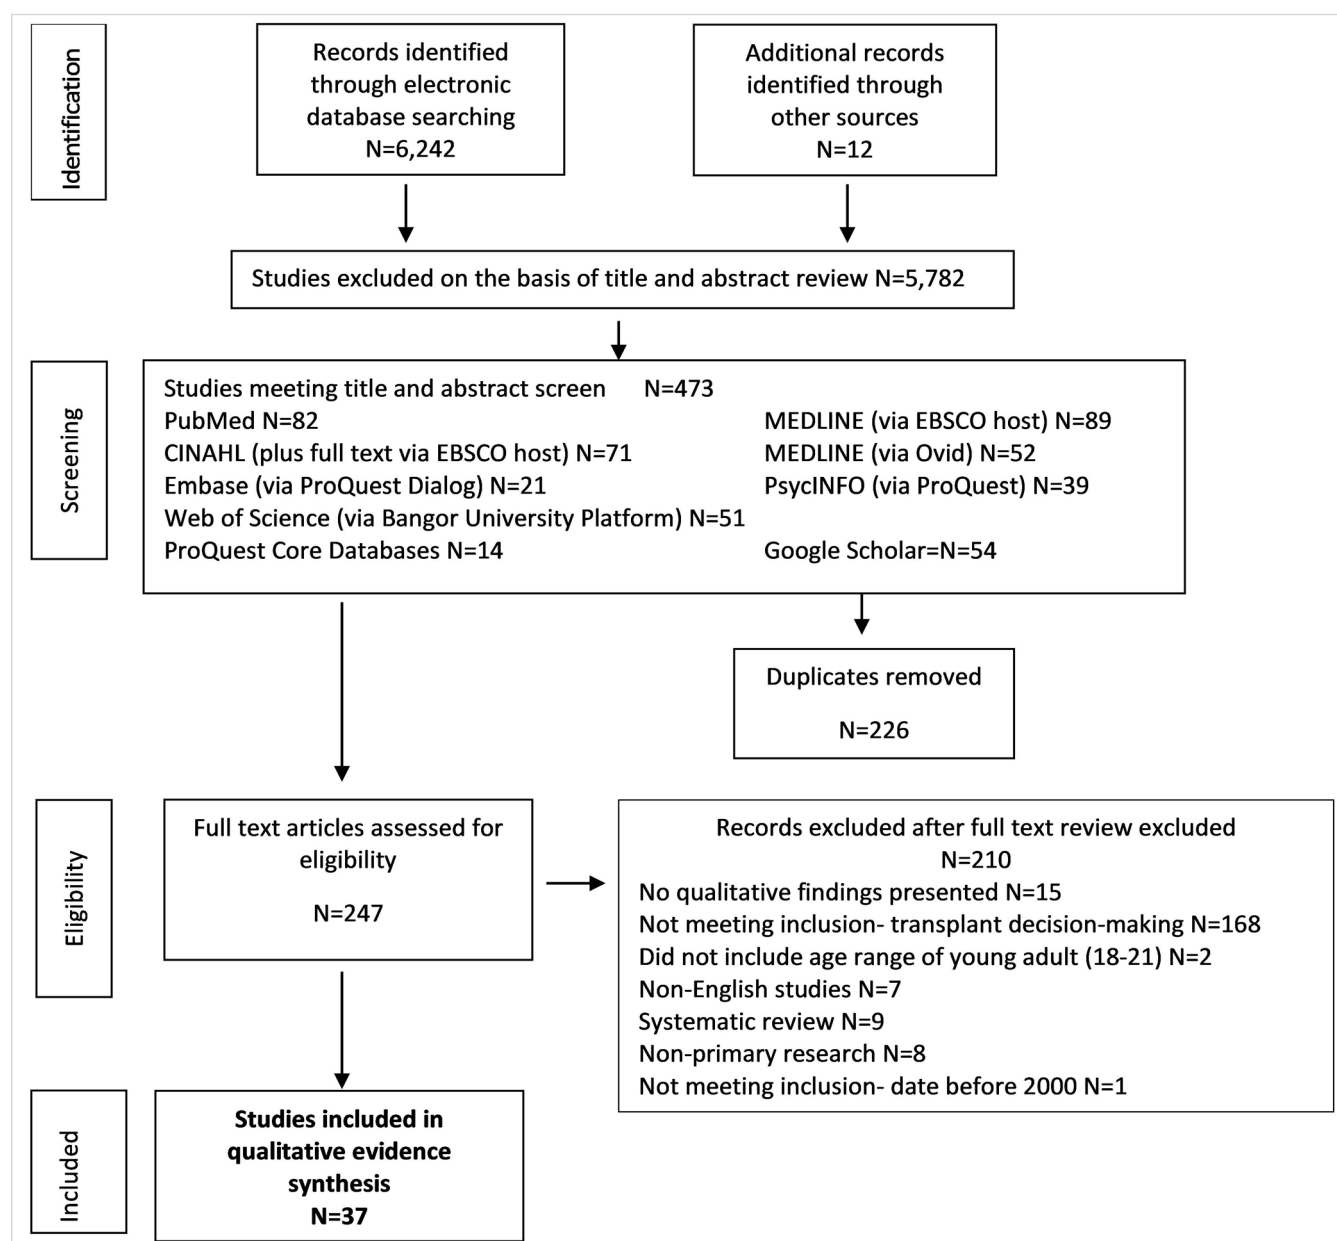 Identification
Records identified
through electronic
database searching
N=6,242
Additional records
identified through
other sources
N=12
Studies excluded on the basis of title and abstract review N=5,782
Screening
Studies meeting title and abstract screen N=473
PubMed N=82 MEDLINE (via EBSCO host) N=89
CINAHL (plus full text via EBSCO host) N=71 MEDLINE (via Ovid) N=52
Embase (via ProQuest Dialog) N=21 PsycINFO (via ProQuest) N=39
Web of Science (via Bangor University Platform) N=51
ProQuest Core Databases N=14 Google Scholar=N=54
Duplicates removed
N=226
Eligibility
Full text articles assessed for
eligibility
N=247
Records excluded after full text review excluded
N=210
No qualitative findings presented N=15
Not meeting inclusion- transplant decision-making N=168
Did not include age range of young adult (18-21) N=2
Non-English studies N=7
Systematic review N=9
Non-primary research N=8
Not meeting inclusion- date before 2000 N=1
Included
Studies included in
qualitative evidence
synthesis
N=37